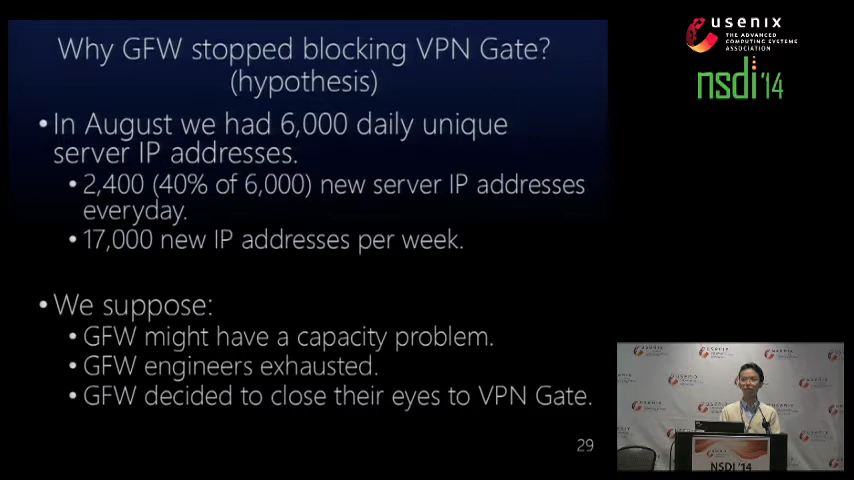 Why GFW stopped blocking VPN Gate?
(hypothesis)
• In August we had 6,000 daily unique
server IP addresses.
• 2,400 (40% of 6,000) new server IP addresses
everyday.
• 17,000 new IP addresses per week.
• We suppose:
• GFW might have a capacity problem.
• GFW engineers exhausted.
• GFW decided to close their eyes to VPN Gate.
29
usenix
THE ADVANCED
COMPUTING SYSTEMS
ASSOCIATION
nsdi '14
NSDI '14